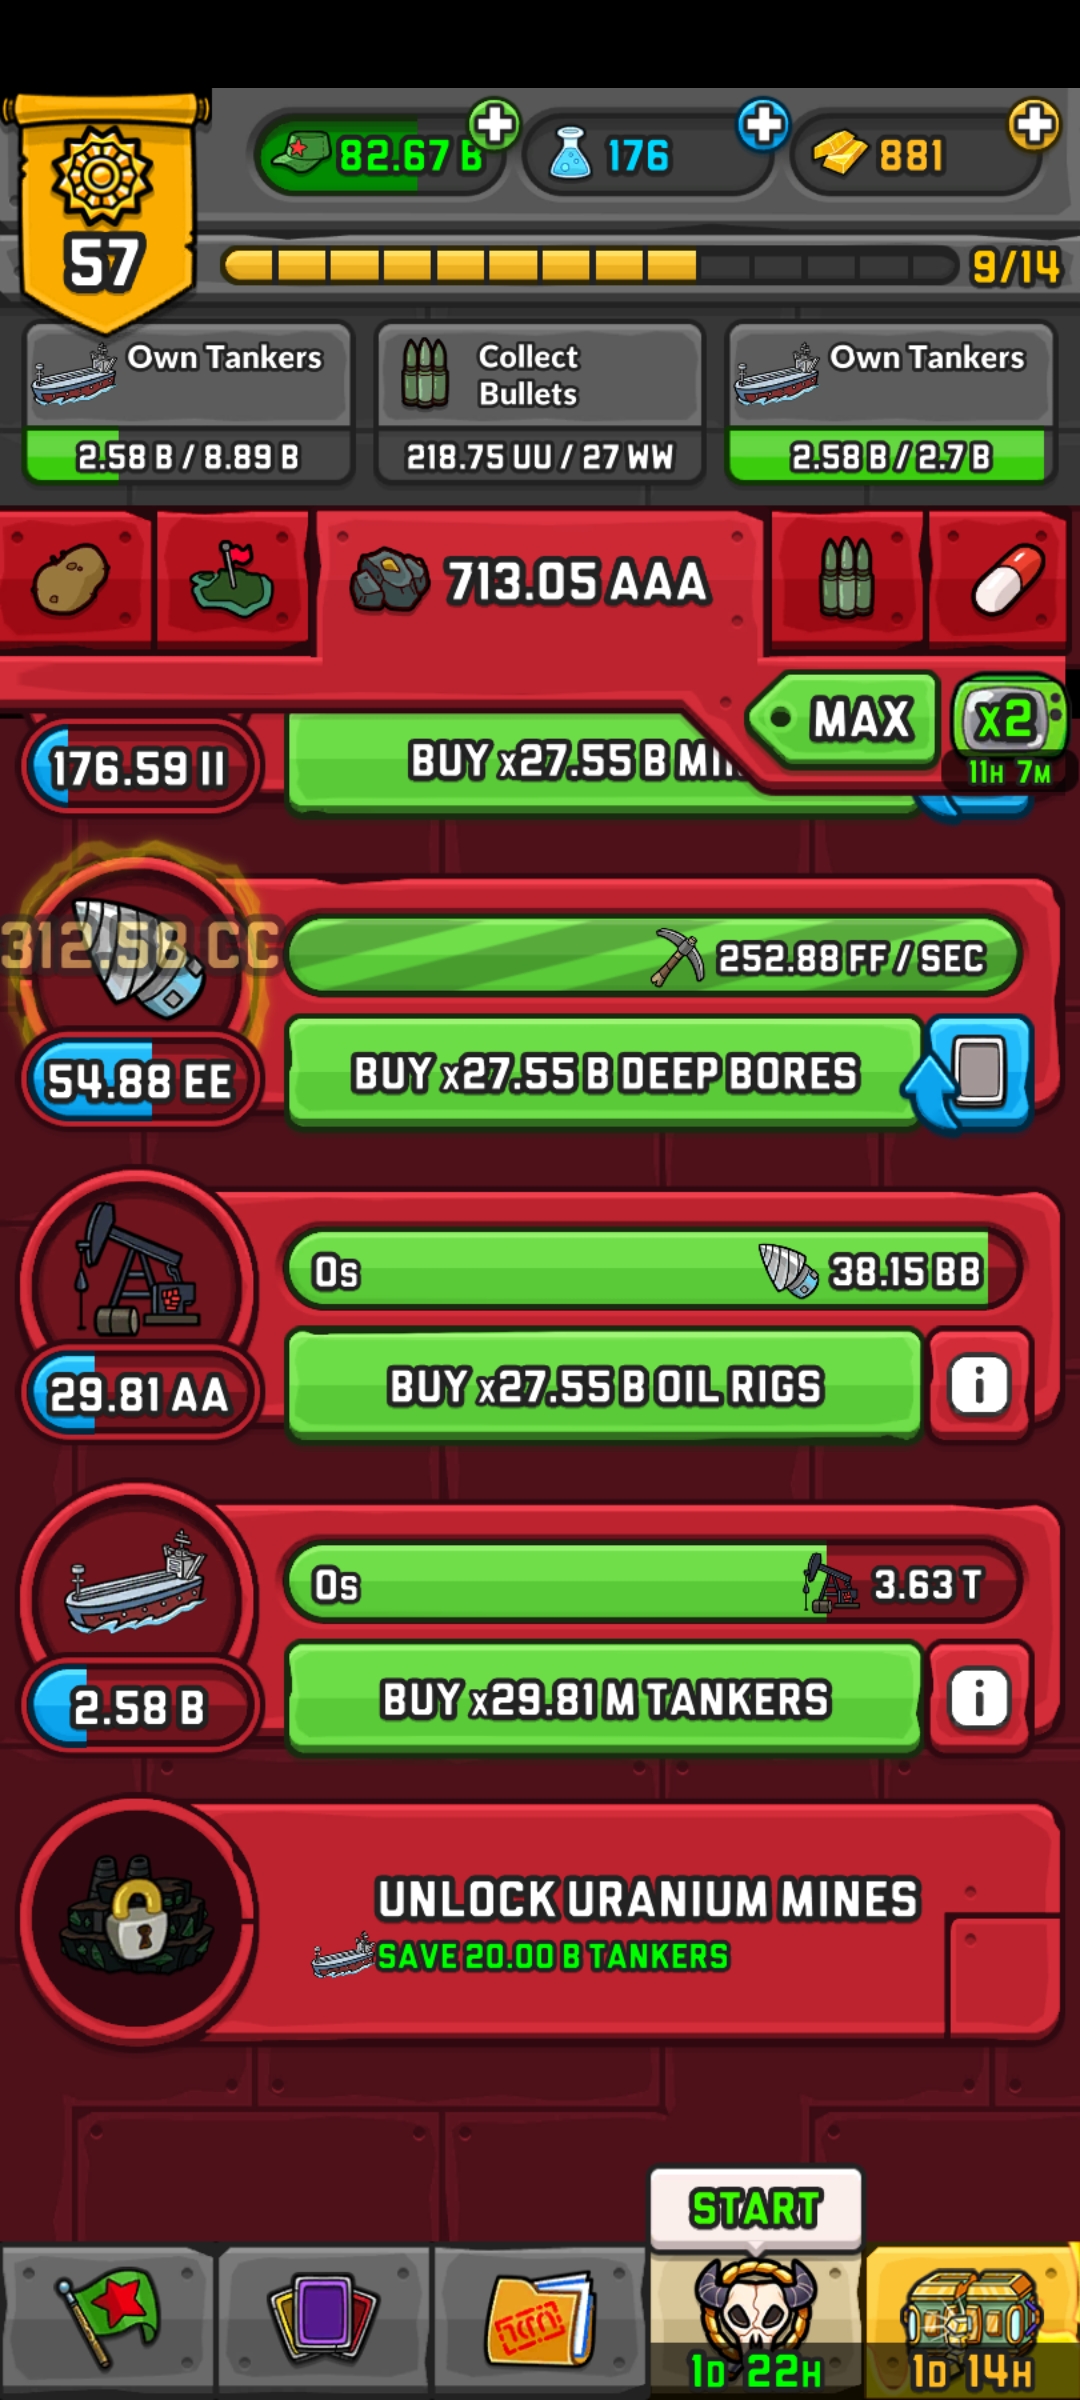 82.67 B
176
881
57
9/14
Own Tankers
2.58 B / 8.89 B
Collect
Bullets
218.75 UU / 27 WW
Own Tankers
2.58 B / 2.7 B
713.05 AAA
MAX
x2
11H 7M
176.59 II
BUY x27.55 B
312.5B CC
252.88 FF / SEC
54.88 EE
BUY x27.55 B DEEP BORES
0s
38.15 BB
29.81 AA
BUY x27.55 B OIL RIGS
i
0s
3.63 T
2.58 B
BUY x29.81 M TANKERS
i
UNLOCK URANIUM MINES
SAVE 20.00 B TANKERS
START
1D 22H
1D 14H